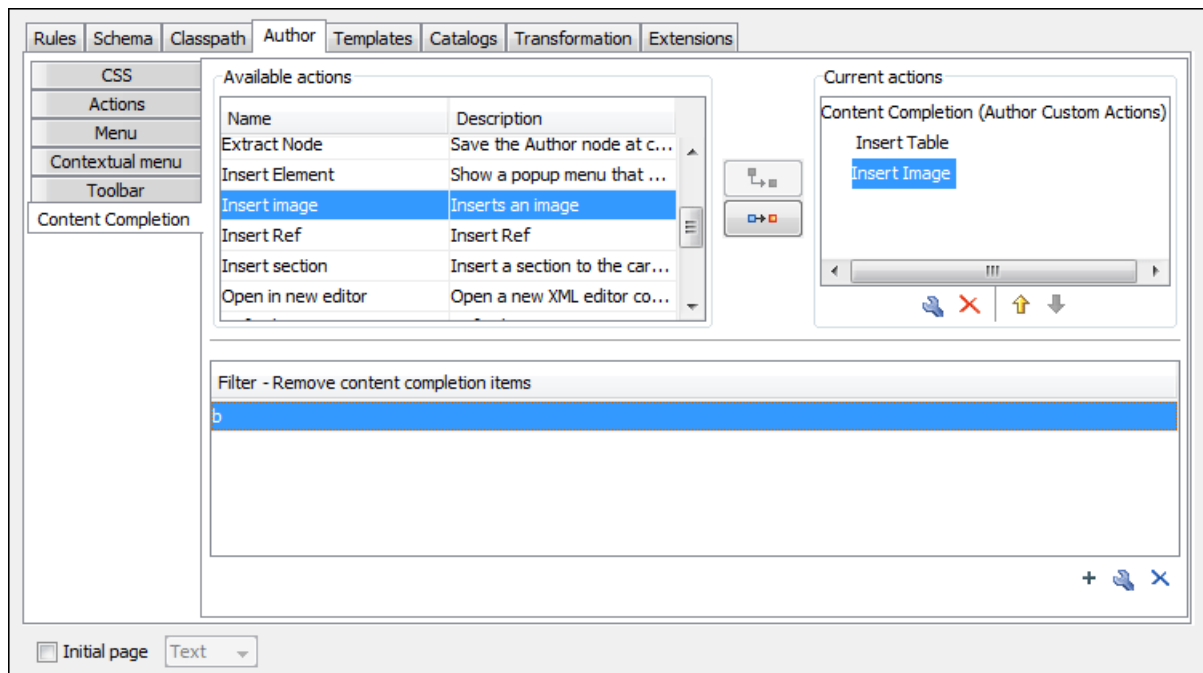 Rules Schema Classpath Author Templates Catalogs Transformation Extensions
CSS
Actions
Menu
Contextual menu
Toolbar
Content Completion
Available actions
Name Description
Extract Node Save the Author node at c...
Insert Element Show a popup menu that ...
Insert image Inserts an image
Insert Ref Insert Ref
Insert section Insert a section to the car...
Open in new editor Open a new XML editor co...
Current actions
Content Completion (Author Custom Actions)
Insert Table
Insert Image
Filter - Remove content completion items
b
Initial page Text